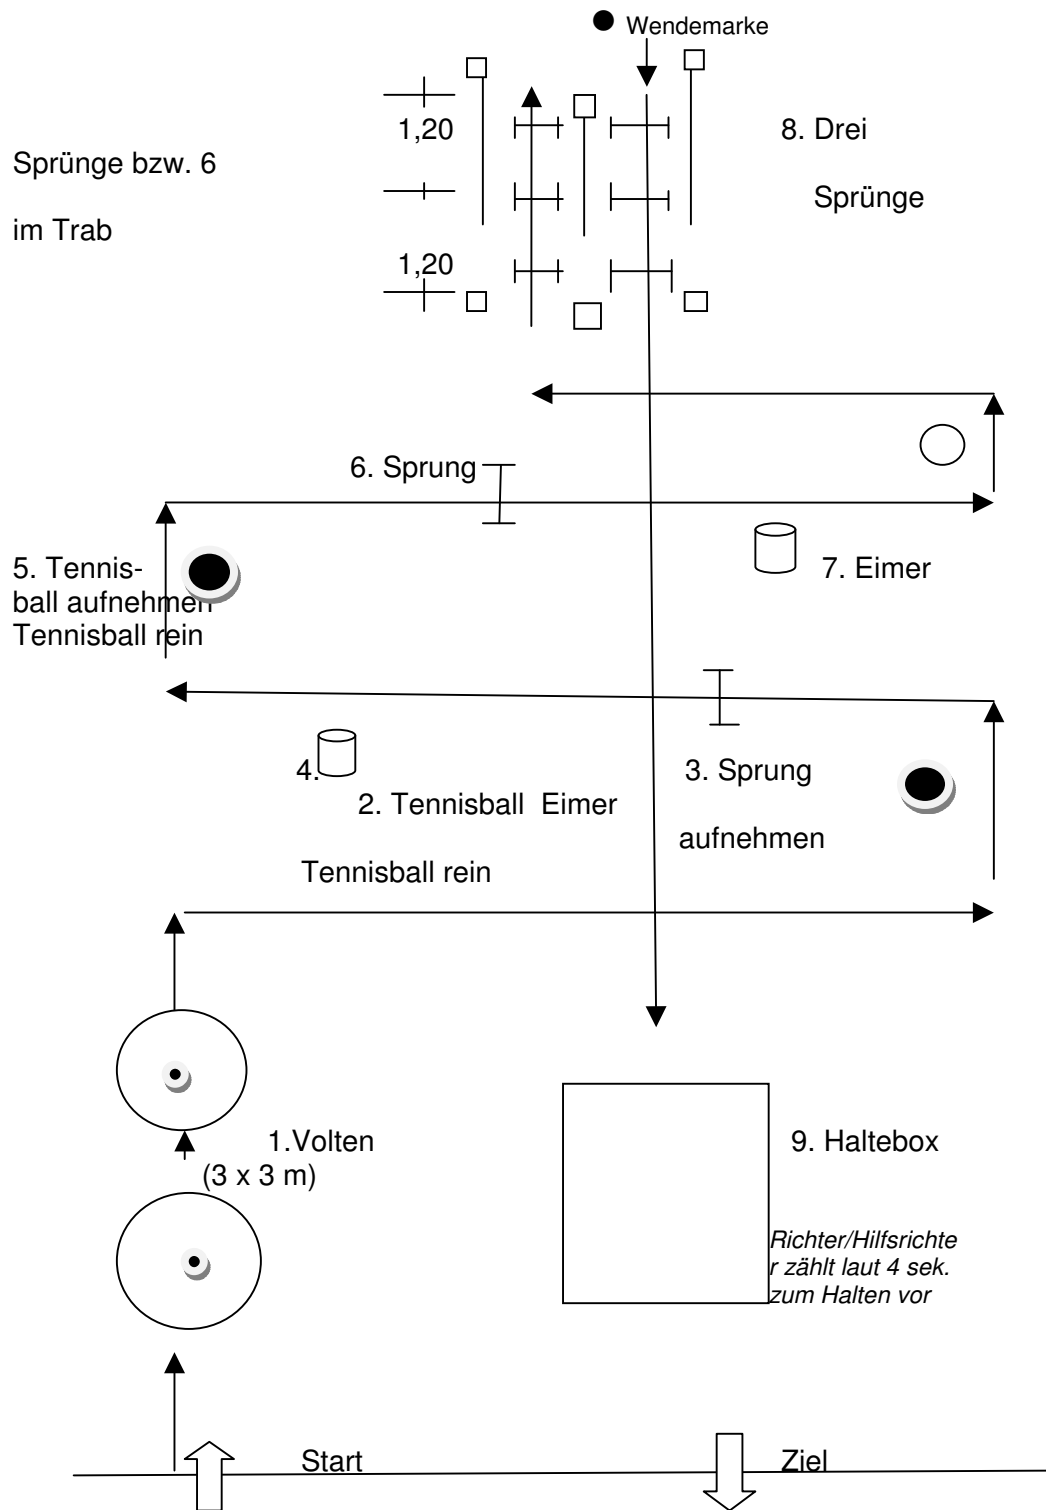 Wendemarke
1,20
8. Drei
Sprünge bzw. 6
Sprünge
im Trab
1,20
6. Sprung
5. Tennis-
ball aufnehmen
Tennisball rein
7. Eimer
4.
3. Sprung
2. Tennisball  Eimer
aufnehmen
Tennisball rein
1.Volten
(3 x 3 m)
9. Haltebox
Richter/Hilfsrichte
r zählt laut 4 sek.
zum Halten vor
Start
Ziel